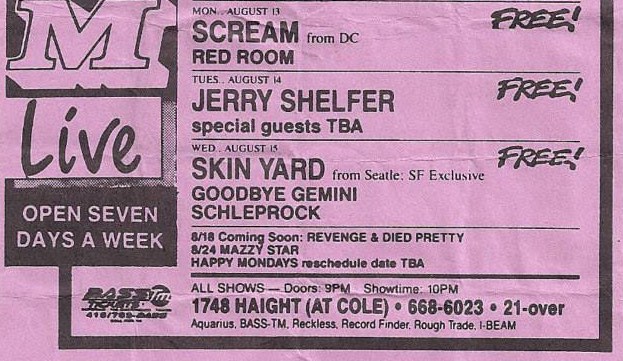 M
Live
OPEN SEVEN
DAYS A WEEK
MON., AUGUST 13
FREE!
SCREAM from DC
RED ROOM
TUES., AUGUST 14
FREE!
JERRY SHELFER
special guests TBA
WED., AUGUST 15
FREE!
SKIN YARD from Seatle: SF Exclusive
GOODBYE GEMINI
SCHLEPROCK
8/18 Coming Soon: REVENGE & DIED PRETTY
8/24 MAZZY STAR
HAPPY MONDAYS reschedule date TBA
BASS
ALL SHOWS — Doors: 9PM Showtime: 10PM
1748 HAIGHT (AT COLE) • 668-6023 • 21-over
Aquarius, BASS-TM, Reckless, Record Finder, Rough Trade, I-BEAM